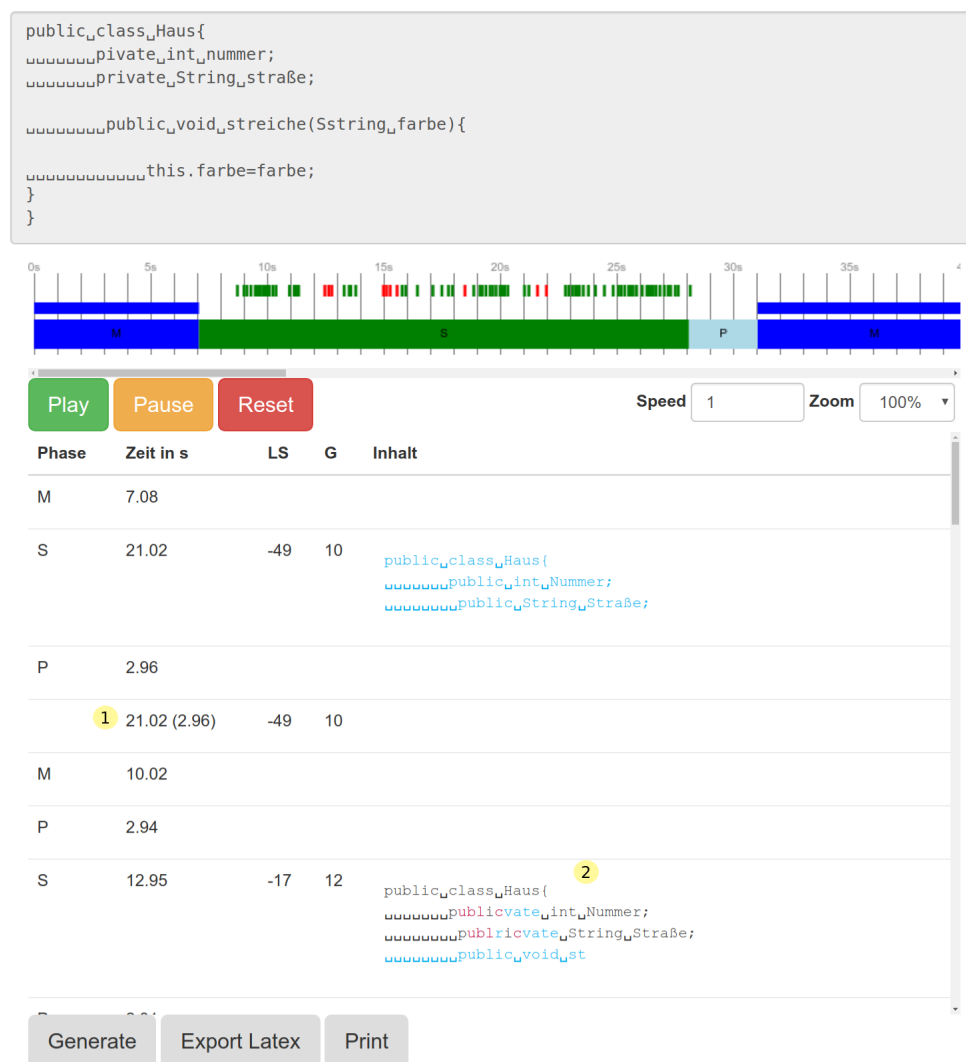 public␣class␣Haus{
␣␣␣␣␣␣␣pivate␣int␣nummer;
␣␣␣␣␣␣␣private␣String␣straße;
␣␣␣␣␣␣␣␣public␣void␣streiche(Sstring␣farbe){
␣␣␣␣␣␣␣␣␣␣␣␣this.farbe=farbe;
}
}
0s 5s 10s 15s 20s 25s 30s 35s 4
M S P M
Play Pause Reset Speed 1 Zoom 100%
Phase Zeit in s LS G Inhalt
M 7.08
S 21.02 -49 10
public␣class␣Haus{
␣␣␣␣␣␣␣public␣int␣Nummer;
␣␣␣␣␣␣␣␣public␣String␣Straße;
P 2.96
1 21.02 (2.96) -49 10
M 10.02
P 2.94
2
S 12.95 -17 12
public␣class␣Haus{
␣␣␣␣␣␣␣publicvate␣int␣Nummer;
␣␣␣␣␣␣␣␣publricvate␣String␣Straße;
␣␣␣␣␣␣␣␣public␣void␣st
Generate Export Latex Print